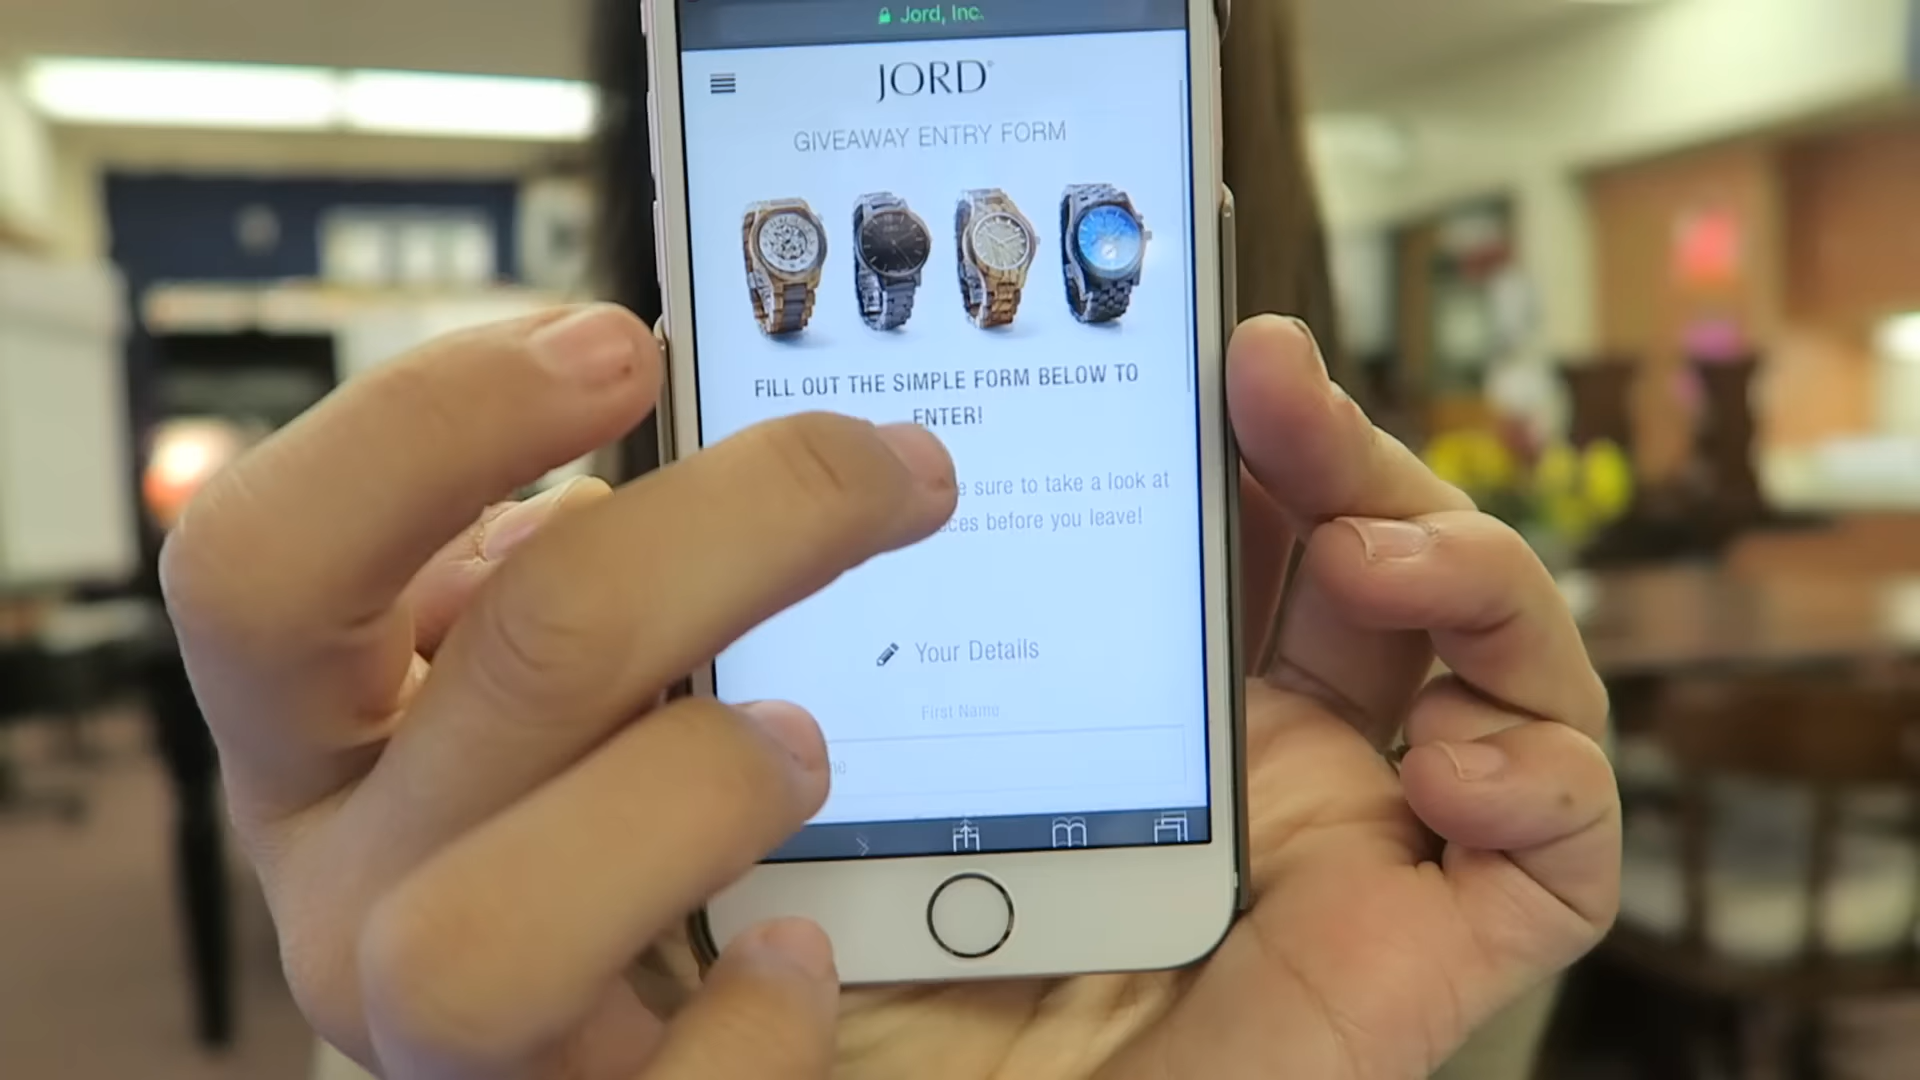 Jord, Inc.
JORD®
GIVEAWAY ENTRY FORM
FILL OUT THE SIMPLE FORM BELOW TO
ENTER!
sure to take a look at
before you leave!
Your Details
First Name